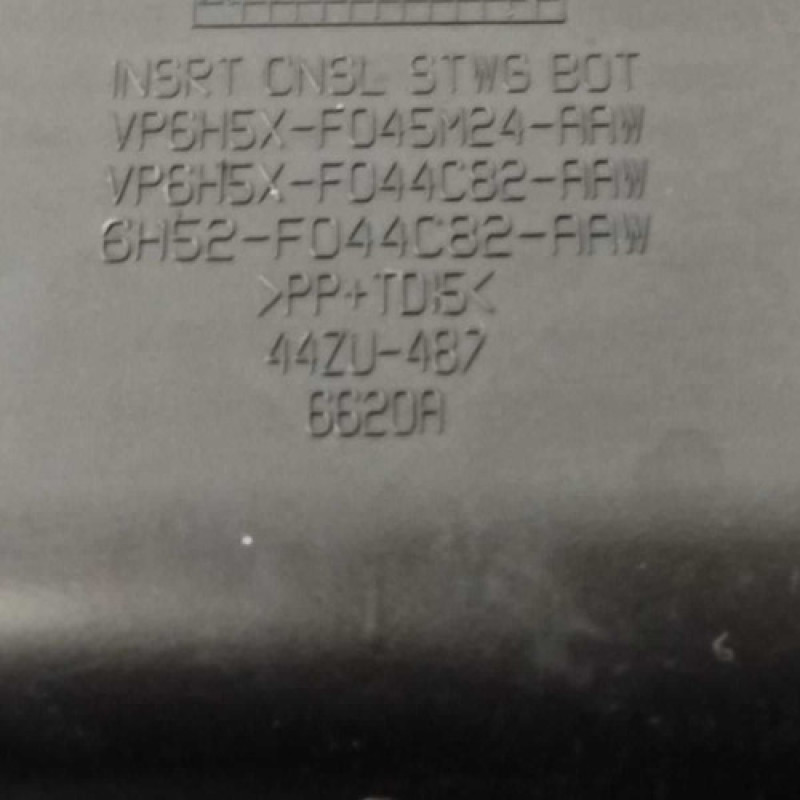 INSRT CNSL STWG BOT
VP6H5X-F045M24-AAW
VP6H5X-F044C82-AAW
6H52-F044C82-AAW
>PP+TD15<
44ZU-487
6620A